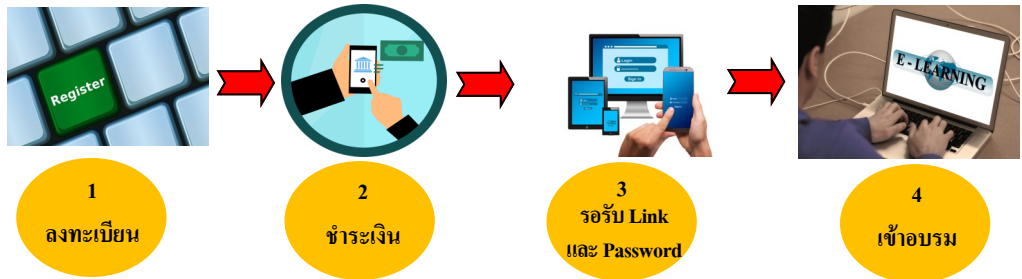 Register
Login
Sign in
E - LEARNING
1
ลงทะเบียน
2
ชำระเงิน
3
รอรับ Link
และ Password
4
เข้าอบรม